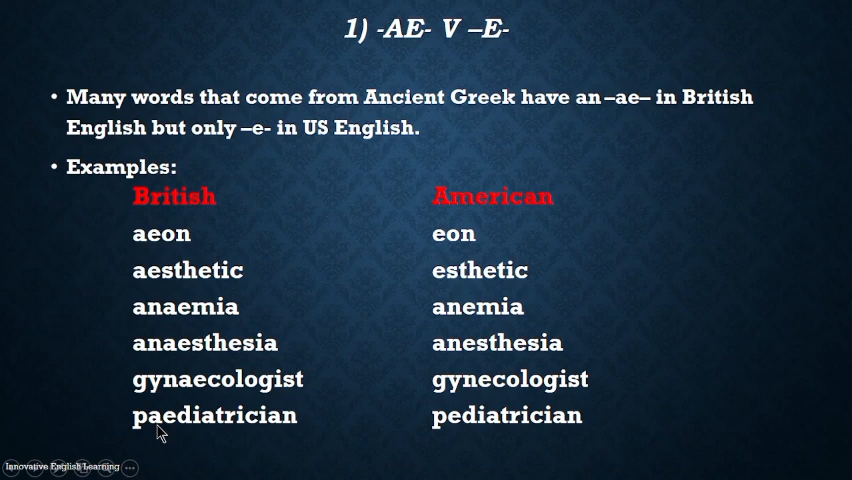 1) -AE- V –E-
• Many words that come from Ancient Greek have an –ae– in British
English but only –e- in US English.
• Examples:
British American
aeon eon
aesthetic esthetic
anaemia anemia
anaesthesia anesthesia
gynaecologist gynecologist
paediatrician pediatrician
Innovative English Learning